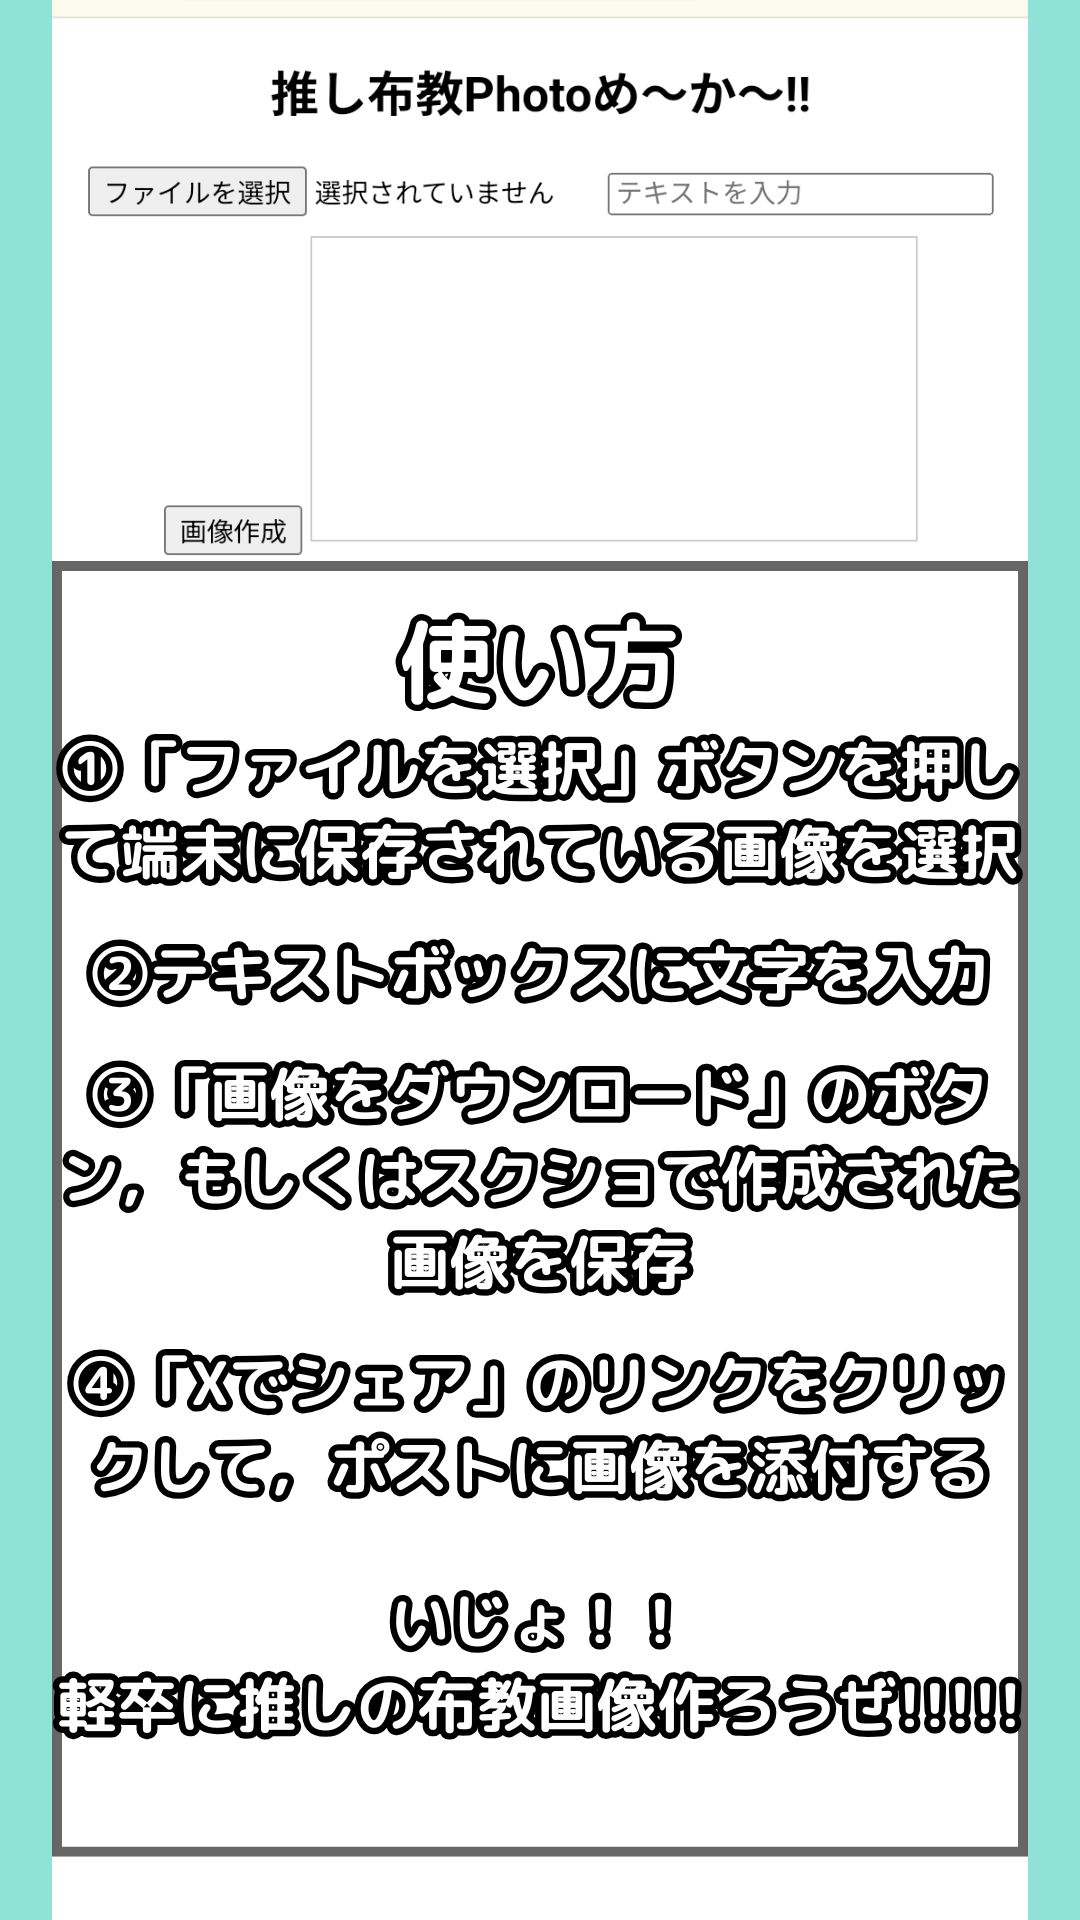 推し布教Photoめ〜か〜!!
ファイルを選択 選択されていません テキストを入力
画像作成
使い方
①「ファイルを選択」ボタンを押し
て端末に保存されている画像を選択
②テキストボックスに文字を入力
③「画像をダウンロード」のボタ
ン，もしくはスクショで作成された
画像を保存
④「Xでシェア」のリンクをクリッ
クして，ポストに画像を添付する
いじょ！！
軽卒に推しの布教画像作ろうぜ!!!!!